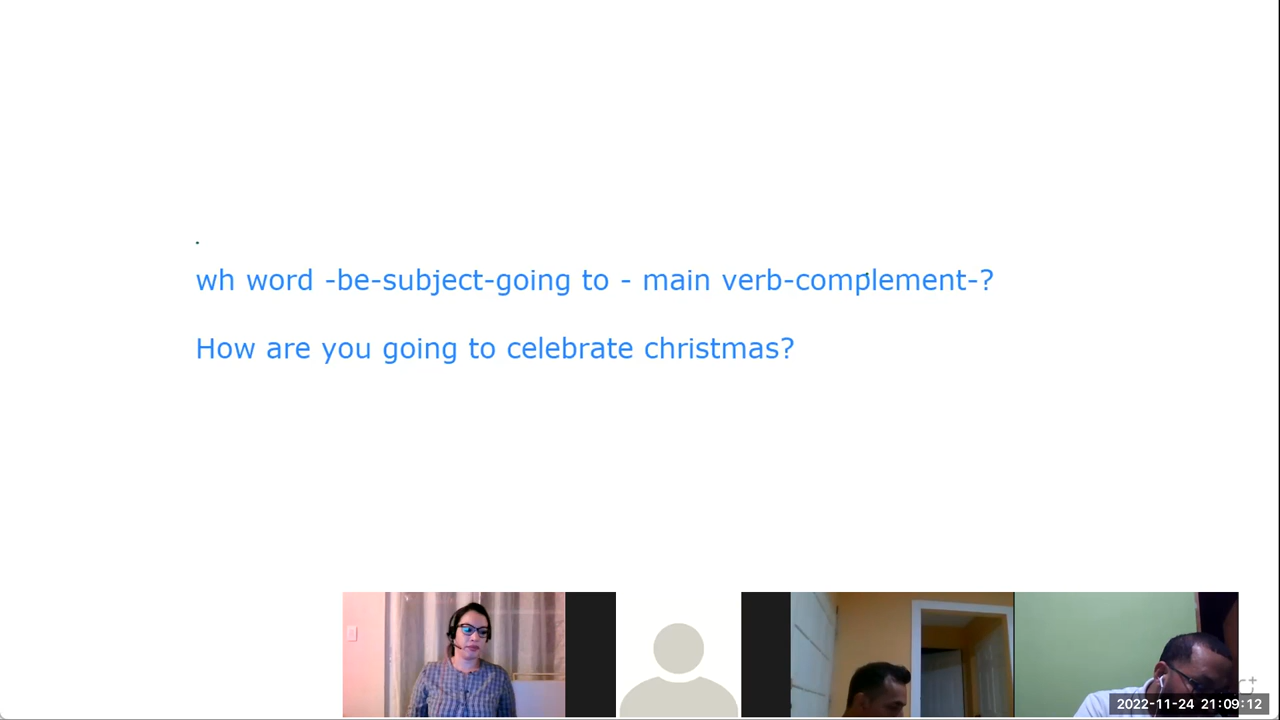 wh word -be-subject-going to - main verb-complement-?
How are you going to celebrate christmas?
2022-11-24 21:09:12